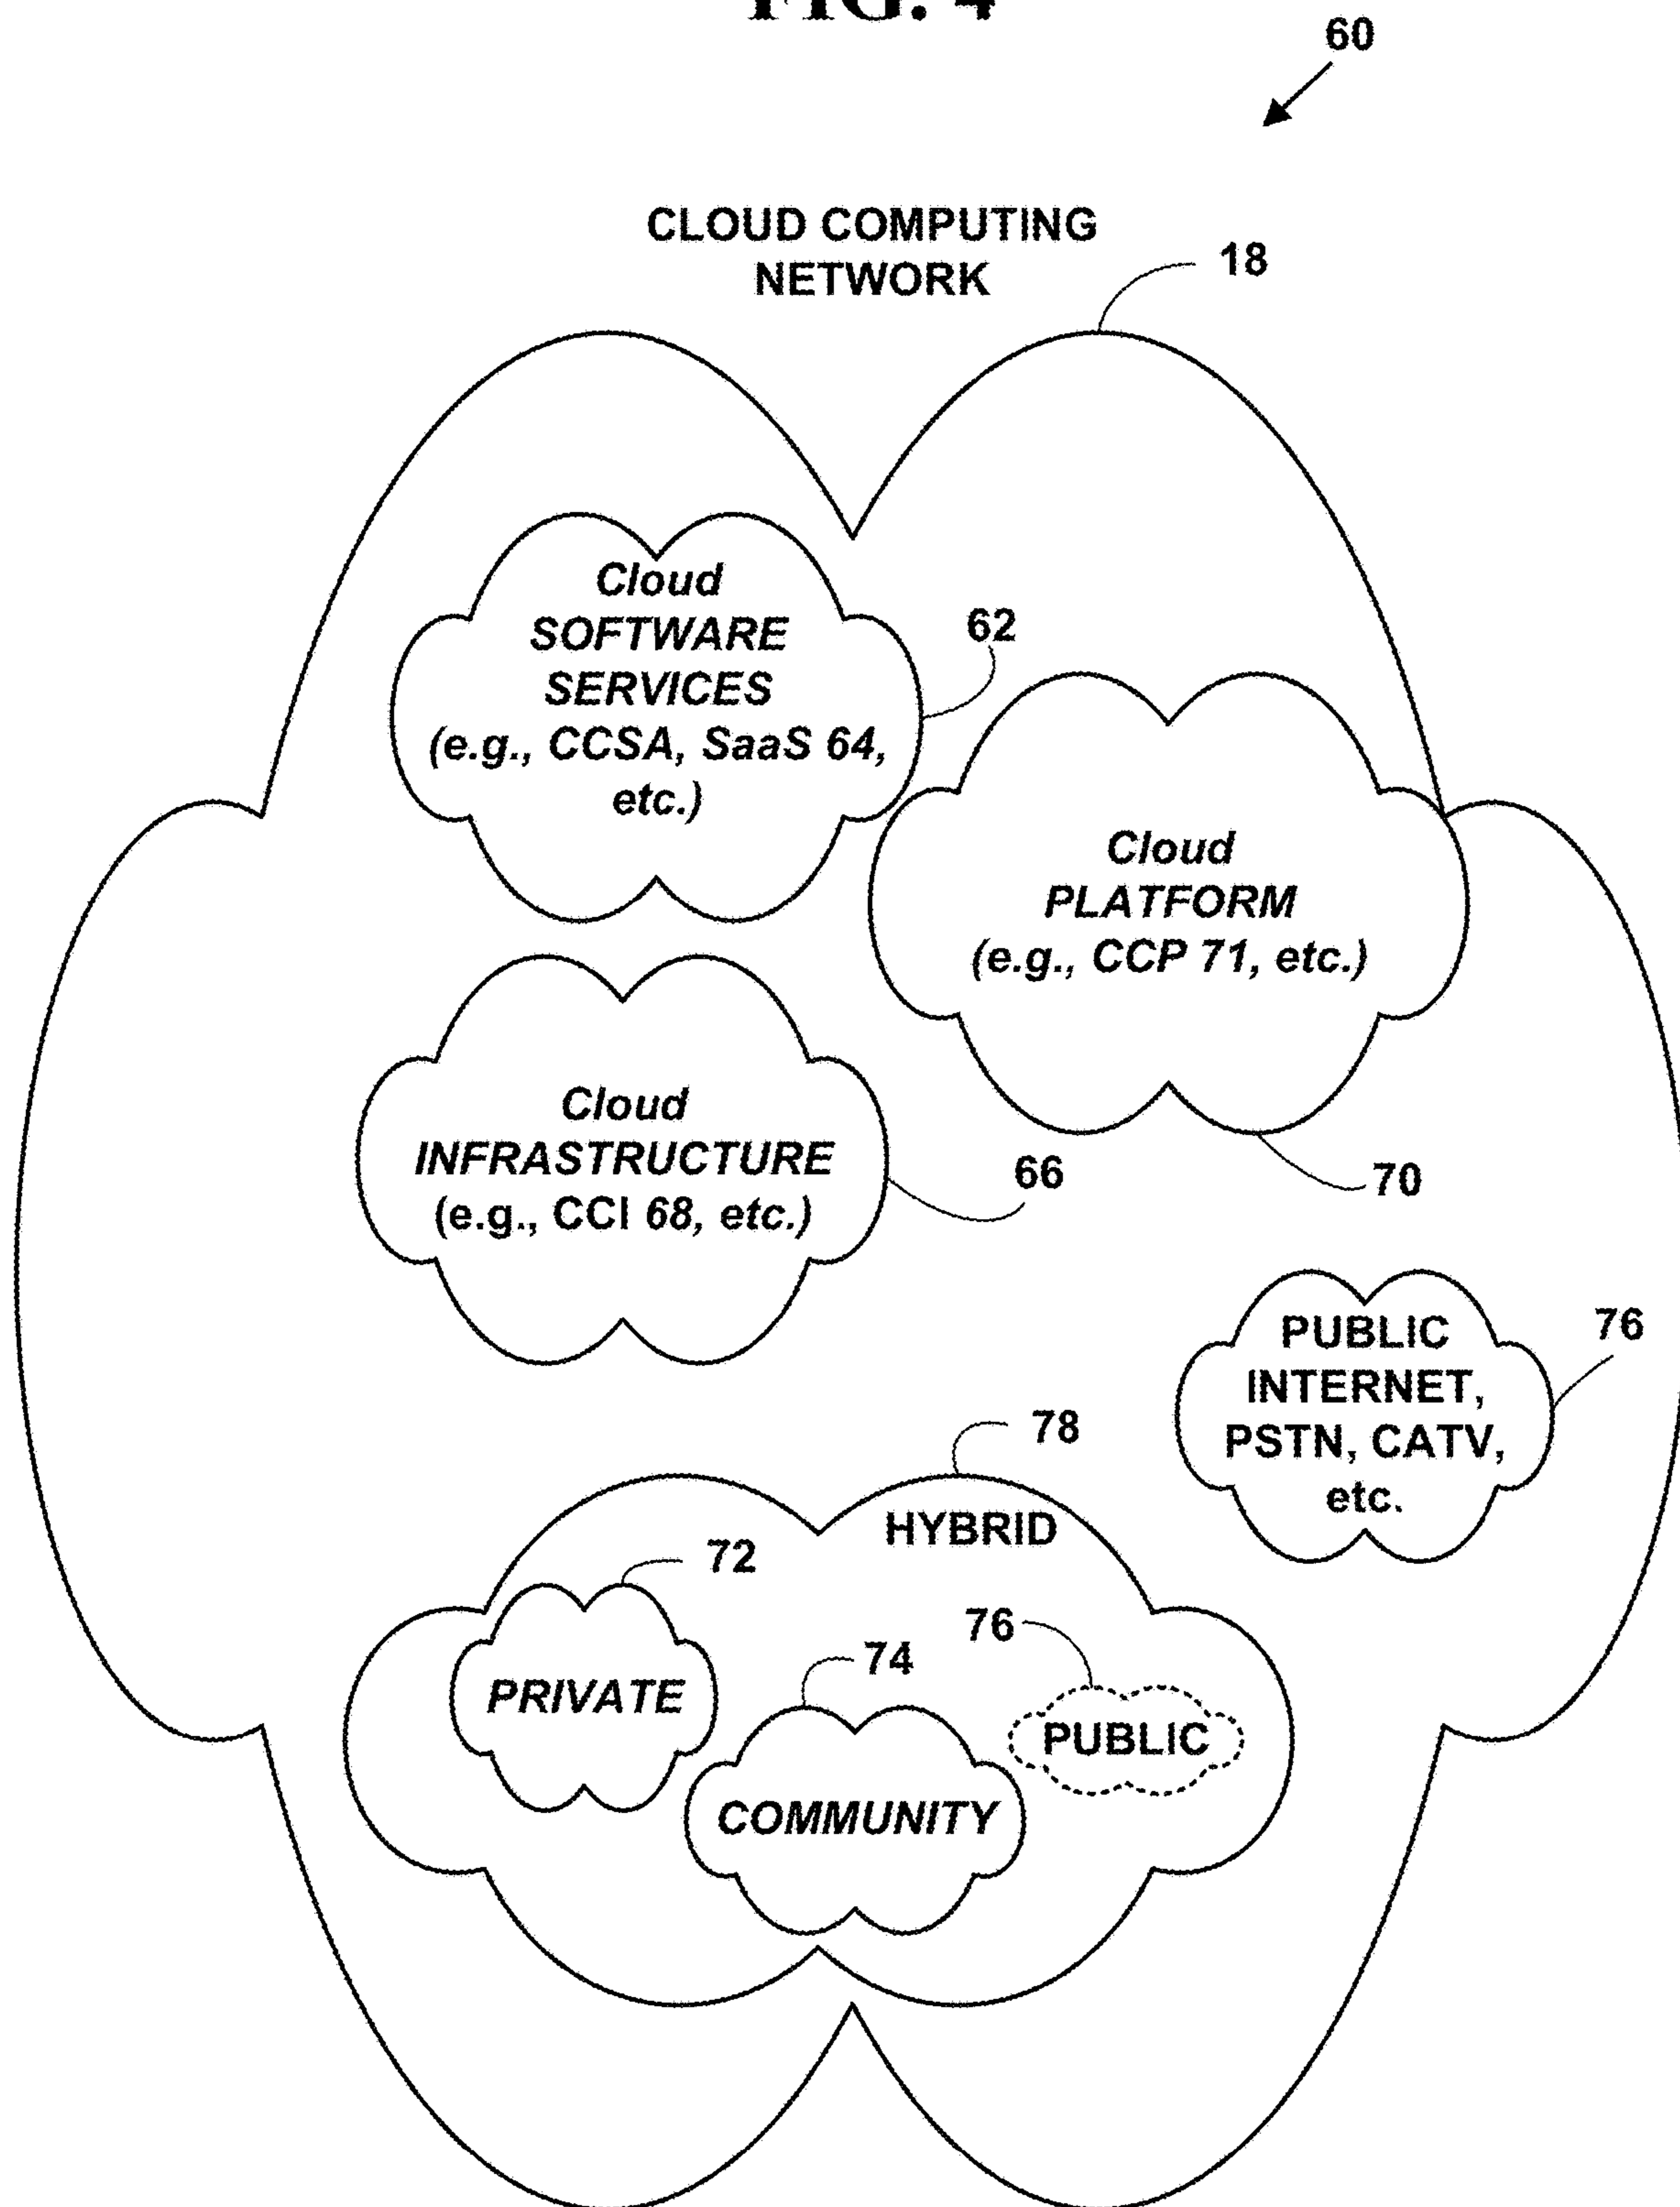 FIG. 4
60
CLOUD COMPUTING
NETWORK
18
Cloud
SOFTWARE
SERVICES
(e.g., CCSA, SaaS 64,
etc.)
62
Cloud
PLATFORM
(e.g., CCP 71, etc.)
70
Cloud
INFRASTRUCTURE
(e.g., CCI 68, etc.)
66
PUBLIC
INTERNET,
PSTN, CATV,
etc.
76
78
HYBRID
72
PRIVATE
74
COMMUNITY
76
PUBLIC